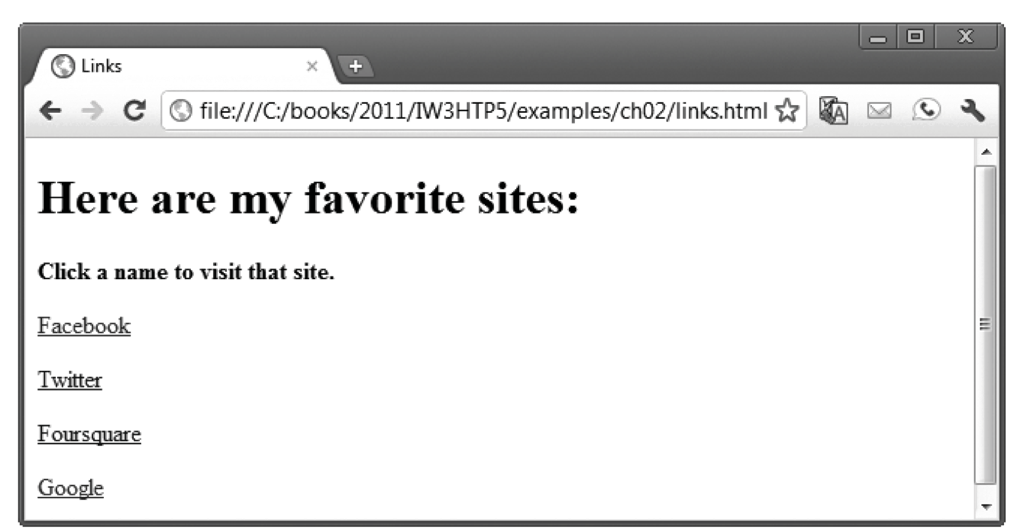 Links
file:///C:/books/2011/IW3HTP5/examples/ch02/links.html
Here are my favorite sites:
Click a name to visit that site.
Facebook
Twitter
Foursquare
Google